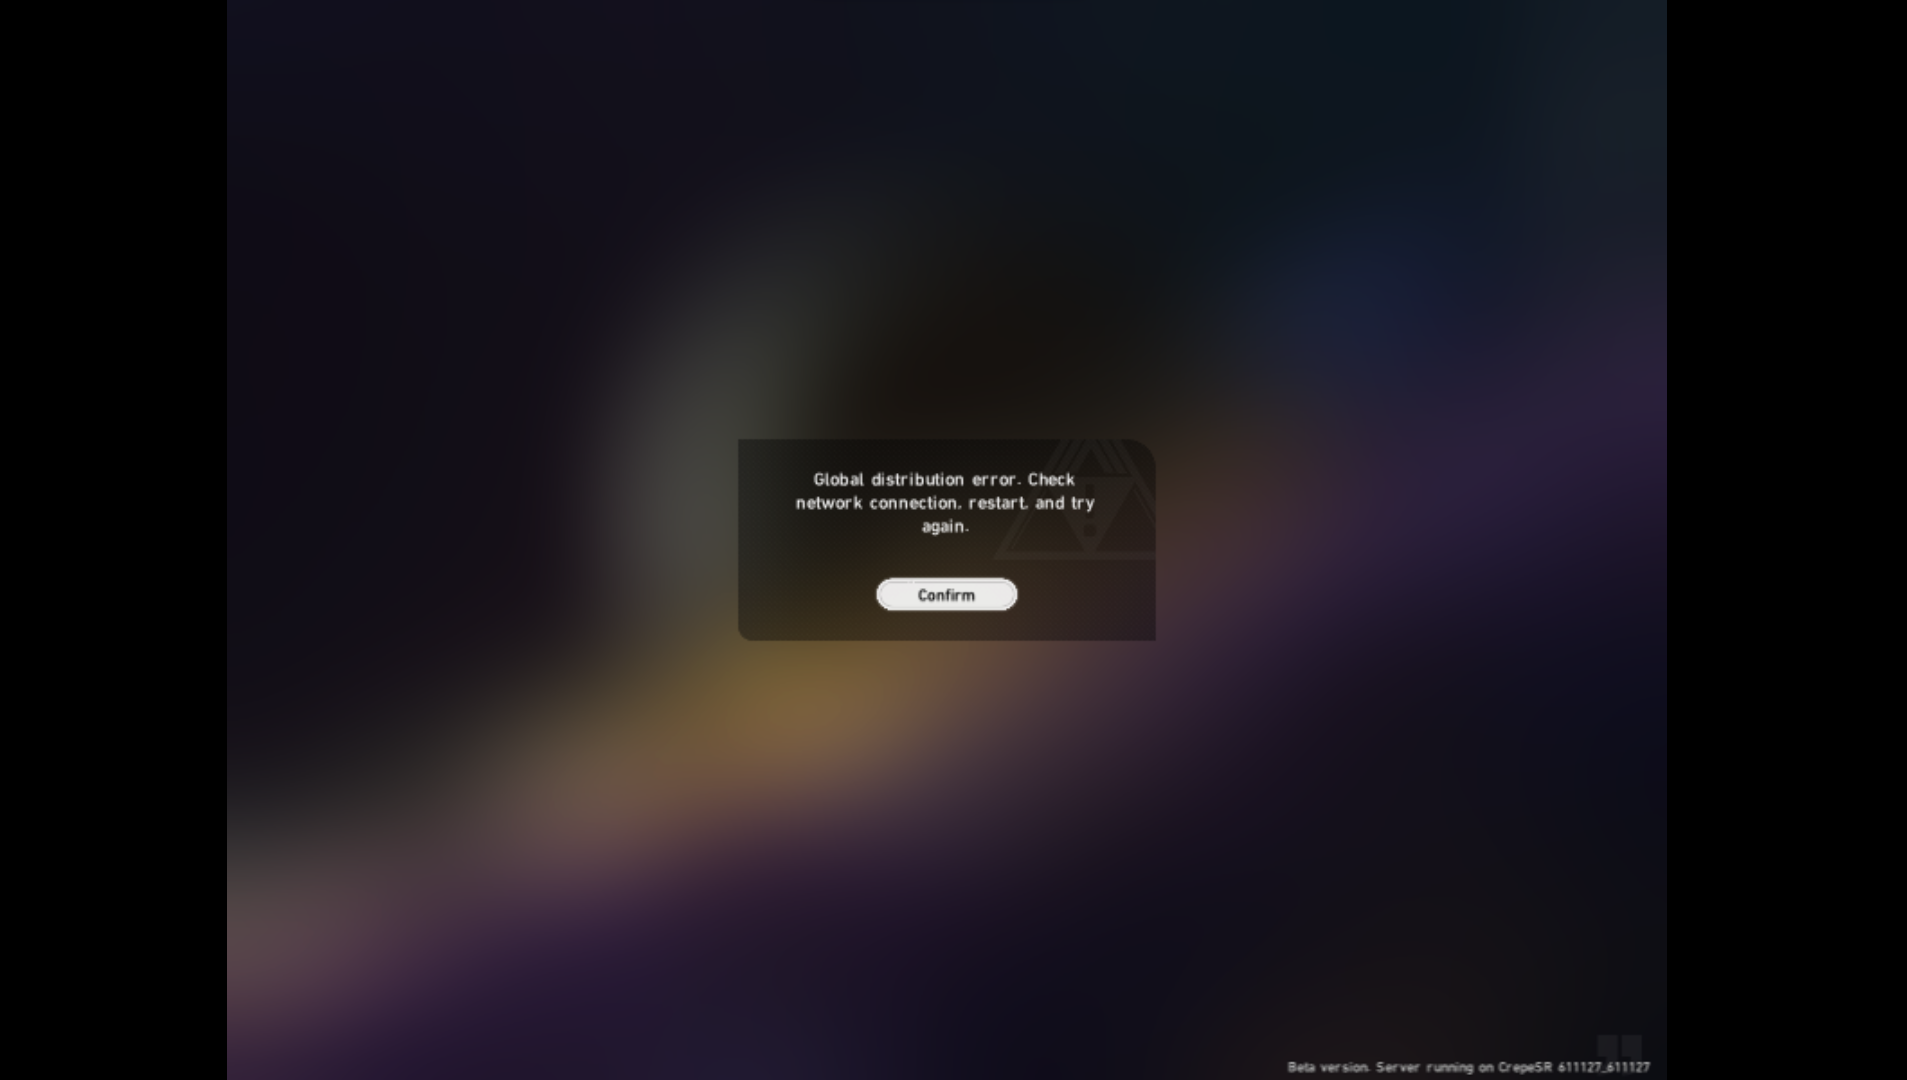 Global distribution error. Check
network connection, restart, and try
again.
Confirm
Beta version. Server running on CrepeSR 611127_611127